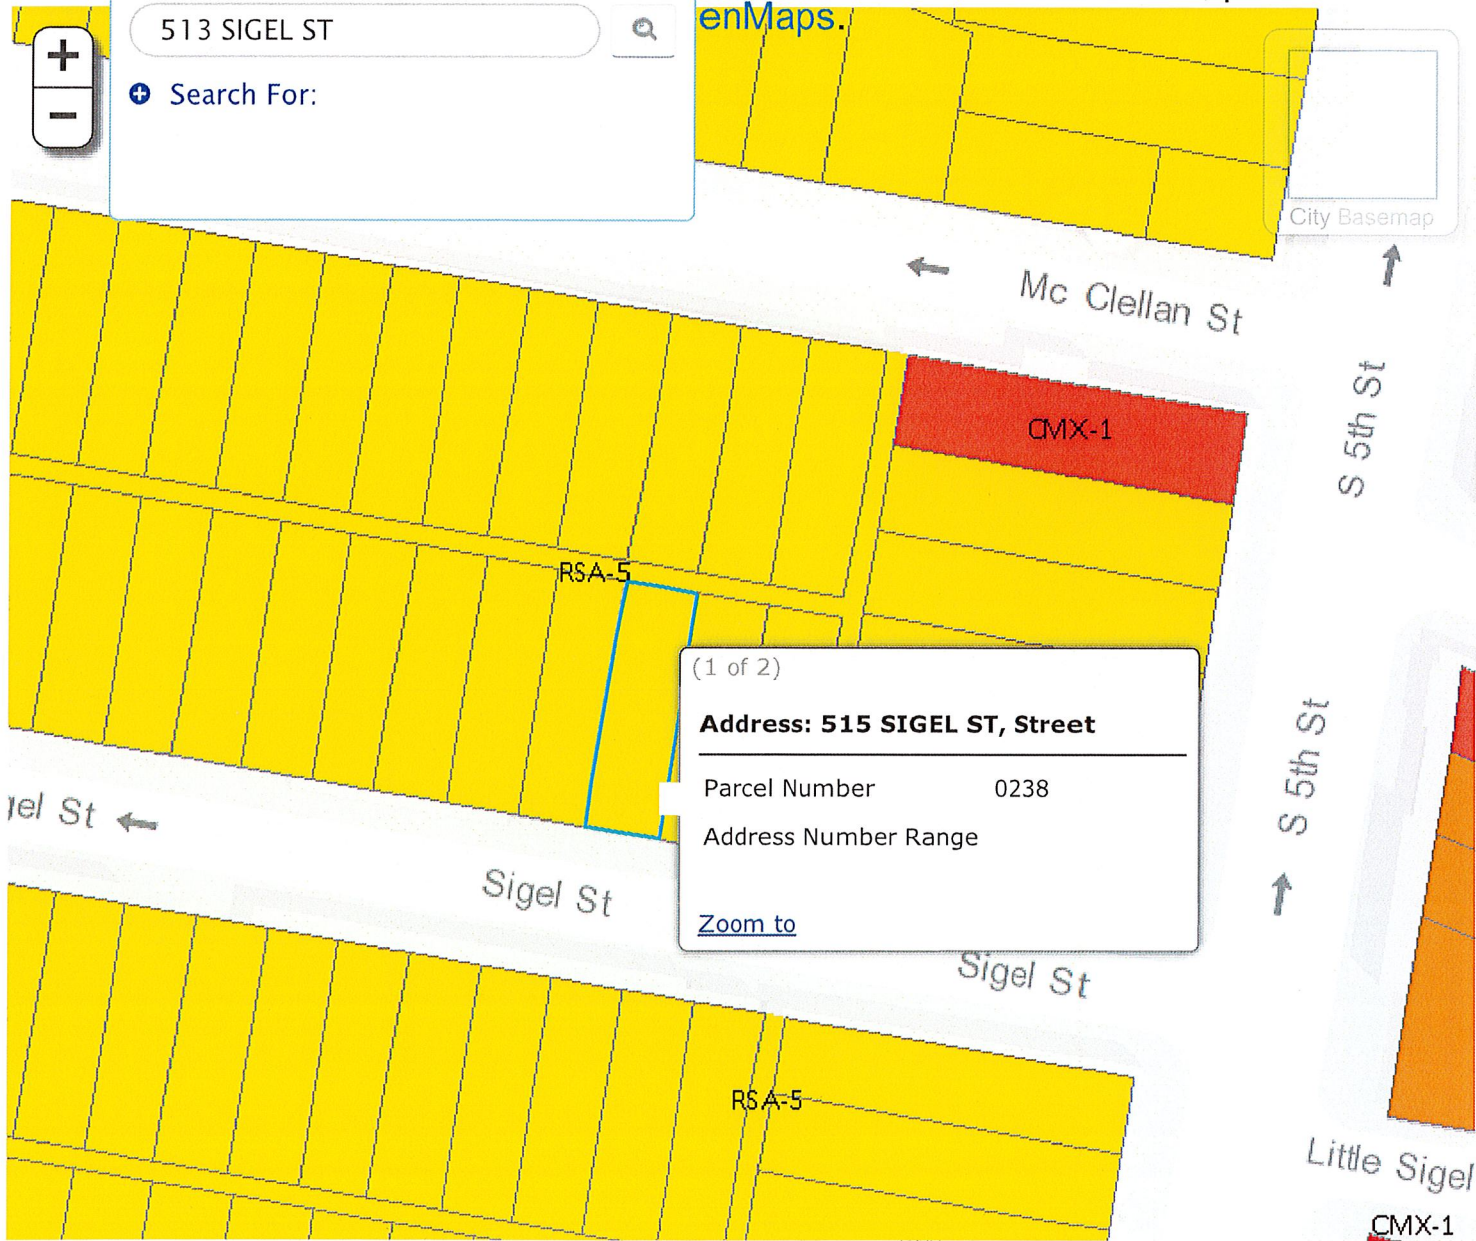 enMaps.
513 SIGEL ST
Search For:
City Basemap
Mc Clellan St
S 5th St
CMX-1
RSA-5
(1 of 2)
Address: 515 SIGEL ST, Street
Parcel Number 0238
Address Number Range
Zoom to
S 5th St
gel St
Sigel St
Sigel St
RSA-5
Little Sigel
CMX-1